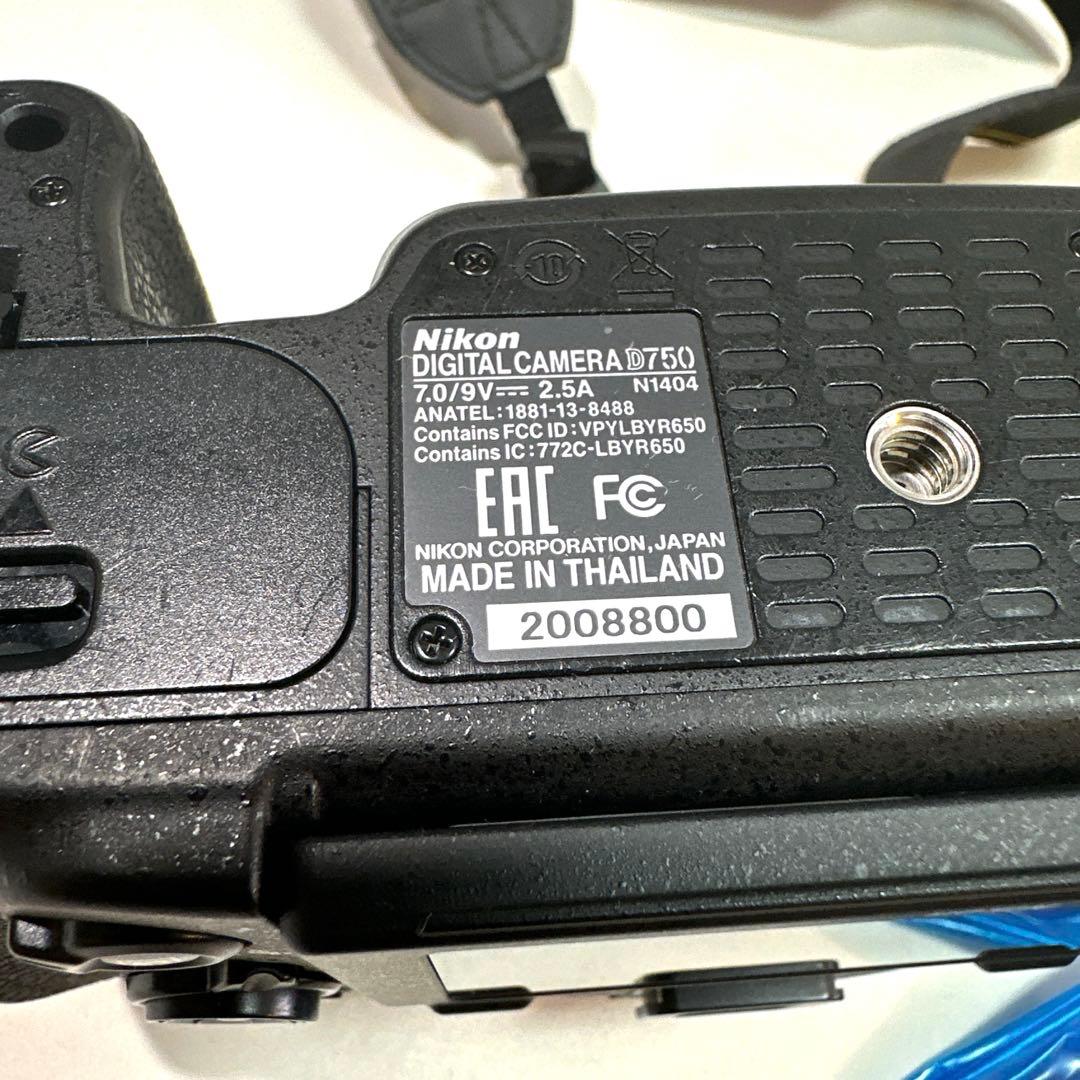 10
Nikon
DIGITAL CAMERA D750
7.0/9V⎓ 2.5A N1404
ANATEL:1881-13-8488
Contains FCC ID:VPYLBYR650
Contains IC:772C-LBYR650
EAC FC
NIKON CORPORATION, JAPAN
MADE IN THAILAND
2008800